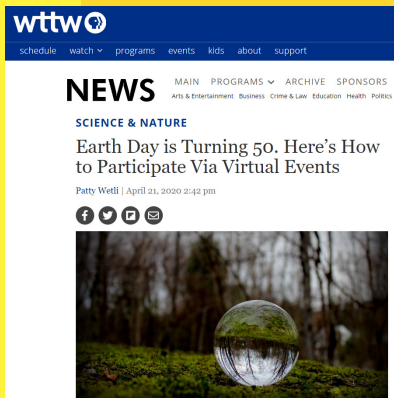 wttw
schedule watch programs events kids about support
NEWS
MAIN PROGRAMS ARCHIVE SPONSORS
Arts & Entertainment Business Crime & Law Education Health Politics
SCIENCE & NATURE
Earth Day is Turning 50. Here’s How
to Participate Via Virtual Events
Patty Wetli | April 21, 2020 2:42 pm